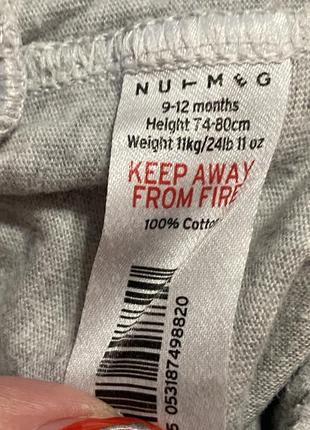 NUTMEG
9-12 months
Height 74-80cm
Weight 11kg/24lb 11 oz
KEEP AWAY
FROM FIRE
100% Cotton
5 053187498820